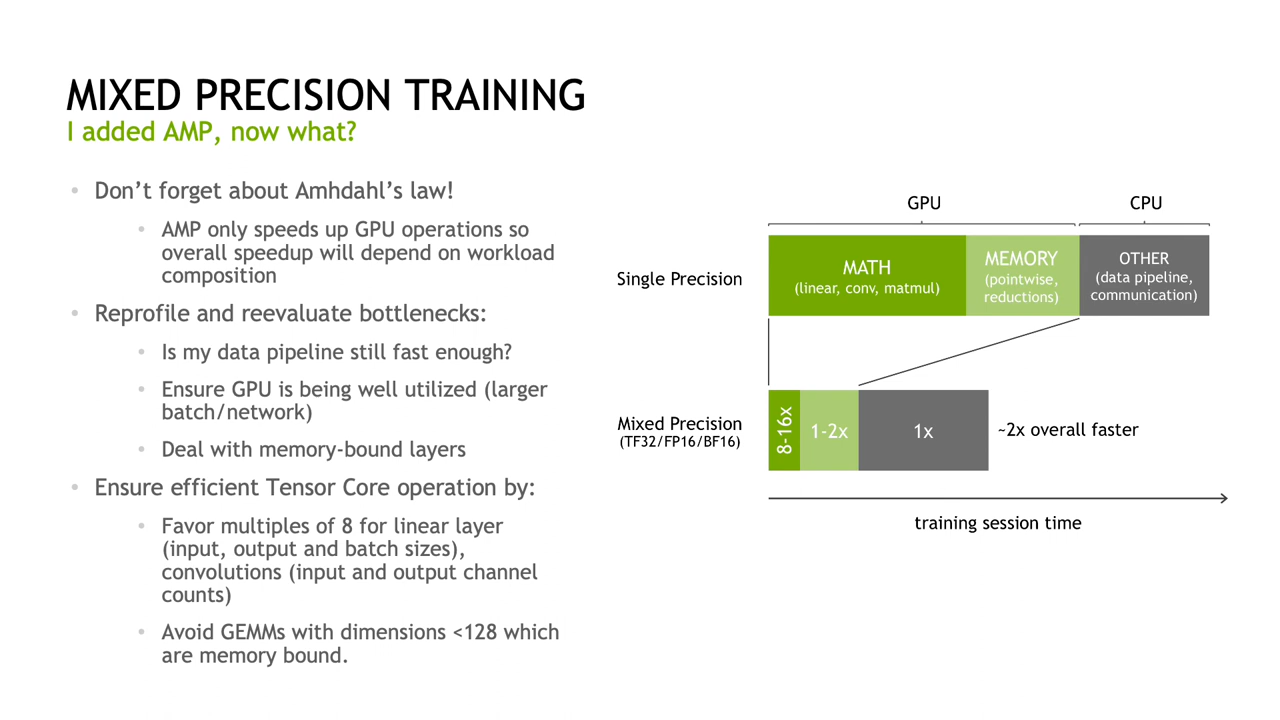 MIXED PRECISION TRAINING
I added AMP, now what?
• Don't forget about Amhdahl's law!
• AMP only speeds up GPU operations so
overall speedup will depend on workload
composition
• Reprofile and reevaluate bottlenecks:
• Is my data pipeline still fast enough?
• Ensure GPU is being well utilized (larger
batch/network)
• Deal with memory-bound layers
• Ensure efficient Tensor Core operation by:
• Favor multiples of 8 for linear layer
(input, output and batch sizes),
convolutions (input and output channel
counts)
• Avoid GEMMs with dimensions <128 which
are memory bound.
GPU
CPU
Single Precision
MATH
(linear, conv, matmul)
MEMORY
(pointwise,
reductions)
OTHER
(data pipeline,
communication)
Mixed Precision
(TF32/FP16/BF16)
8-16x
1-2x
1x
~2x overall faster
training session time